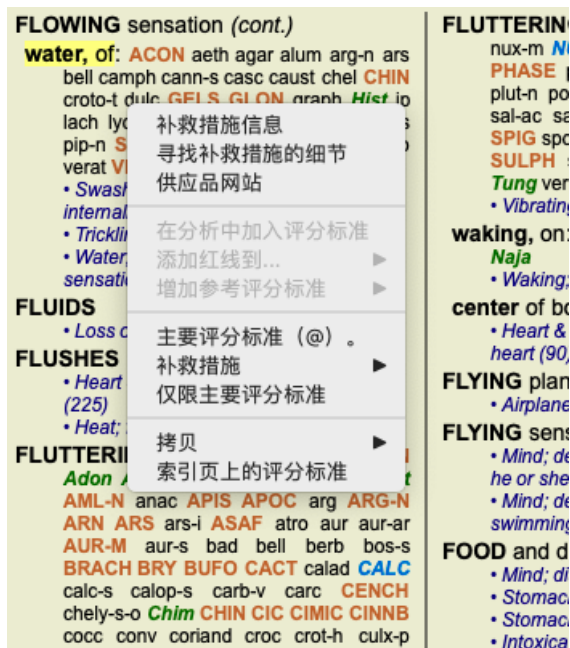 FLOWING sensation (cont.)
water, of: ACON aeth agar alum arg-n ars
bell camph cann-s casc caust chel CHIN
croto-t dulc GELS GLON graph Hist ip
lach
pip-n
verat
• Swash
internal
•
• Water,
sensati
FLUIDS
• Loss
FLUSHES
• Heart
(225)
• Heat;
Adon
AML-N anac APIS APOC arg ARG-N
ARN ARS ars-i ASAF atro aur aur-ar
AUR-M aur-s bad bell berb bos-s
BRACH BRY BUFO CACT calad CALC
calc-s calop-s carb-v carc CENCH
chely-s-o Chim CHIN CIC CIMIC CINNB
cocc conv coriand croc crot-h culx-p
补救措施信息
寻找补救措施的细节
供应品网站
在分析中加入评分标准
添加红线到...
增加参考评分标准
主要评分标准（@）。
补救措施
仅限主要评分标准
拷贝
索引页上的评分标准
FLUTTERING
nux-m
PHASE
plut-n po
sal-ac sa
SPIG spo
SULPH
Tung ver
• Vibrating
waking, on:
Naja
• Waking;
center of bo
• Heart &
heart (90)
FLYING plan
• Airplane
FLYING sens
• Mind; de
he or she
• Mind; de
swimming
FOOD and d
• Mind; di
• Stomac
• Stomac
• Intoxica